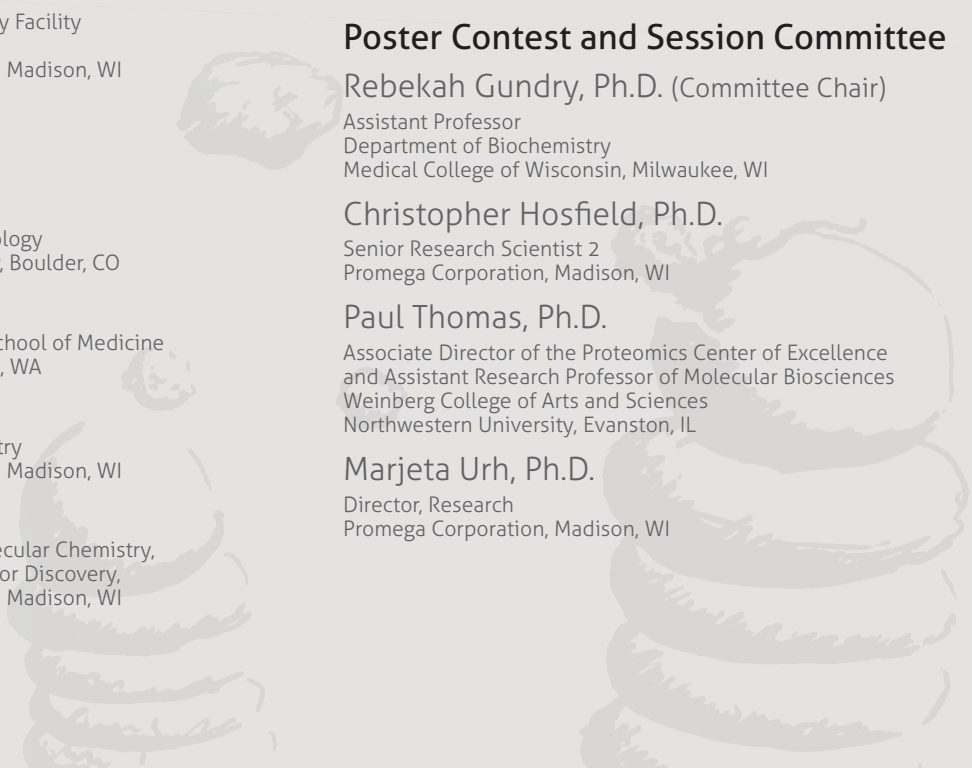 y Facility
Madison, WI
ology
, Boulder, CO
chool of Medicine
, WA
try
Madison, WI
ecular Chemistry,
or Discovery,
Madison, WI
Poster Contest and Session Committee
Rebekah Gundry, Ph.D. (Committee Chair)
Assistant Professor
Department of Biochemistry
Medical College of Wisconsin, Milwaukee, WI
Christopher Hosfield, Ph.D.
Senior Research Scientist 2
Promega Corporation, Madison, WI
Paul Thomas, Ph.D.
Associate Director of the Proteomics Center of Excellence
and Assistant Research Professor of Molecular Biosciences
Weinberg College of Arts and Sciences
Northwestern University, Evanston, IL
Marjeta Urh, Ph.D.
Director, Research
Promega Corporation, Madison, WI